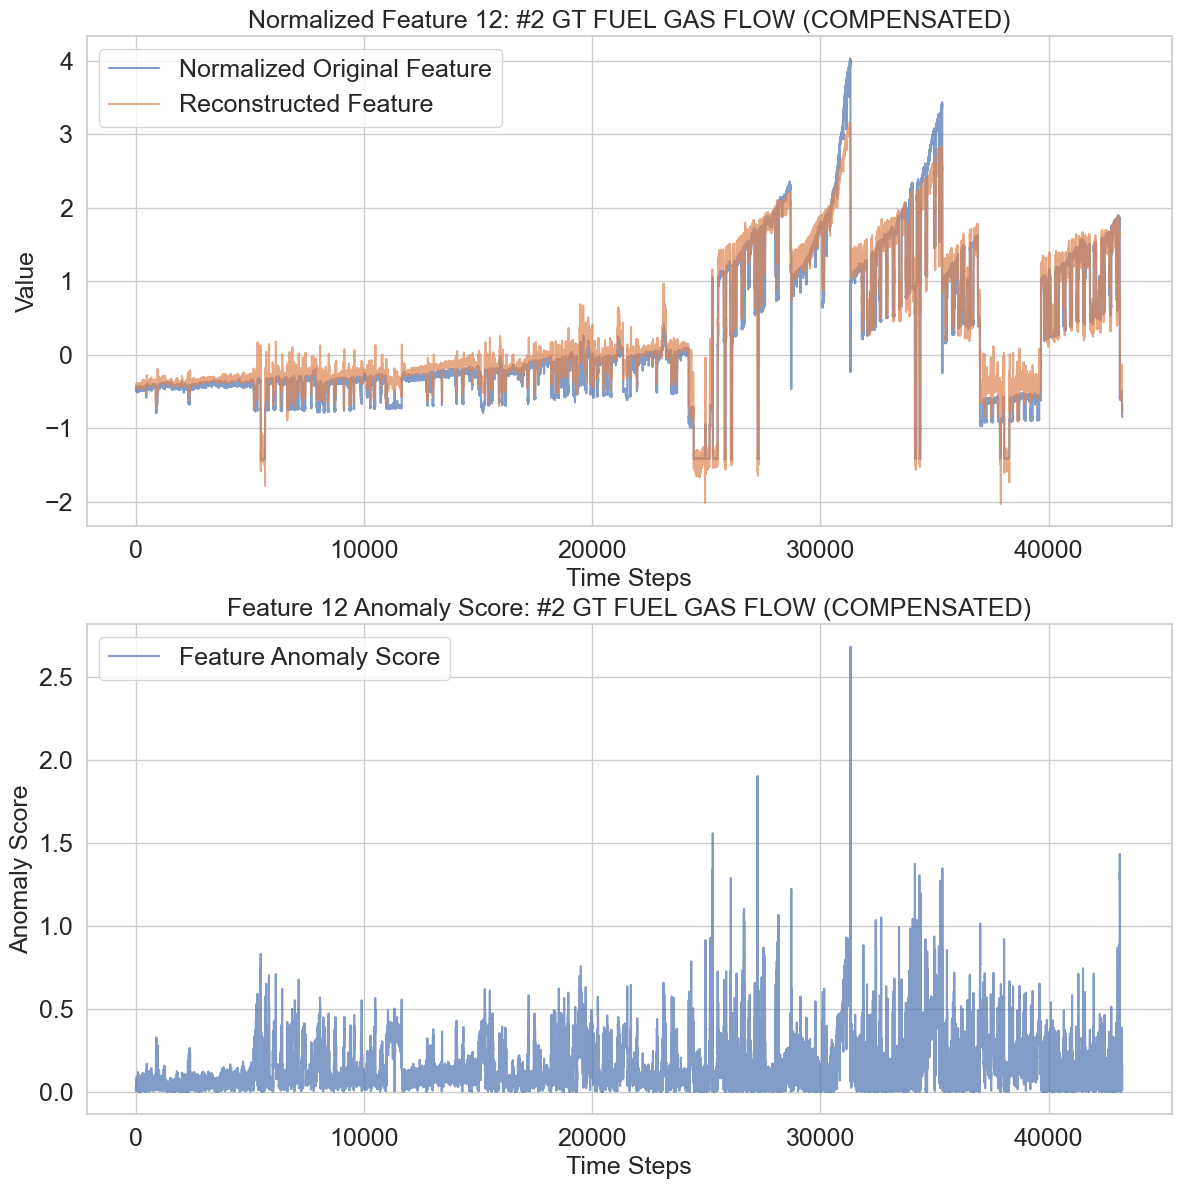 Normalized Feature 12: #2 GT FUEL GAS FLOW (COMPENSATED)
Normalized Original Feature
Reconstructed Feature
4
3
2
1
0
−1
−2
Value
0 10000 20000 30000 40000
Time Steps
Feature 12 Anomaly Score: #2 GT FUEL GAS FLOW (COMPENSATED)
Feature Anomaly Score
2.5
2.0
1.5
1.0
0.5
0.0
Anomaly Score
0 10000 20000 30000 40000
Time Steps